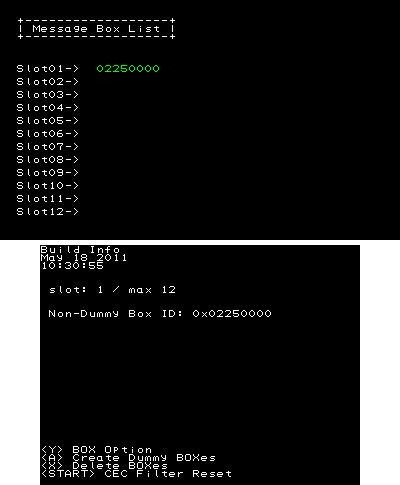 +------------------+
| Message Box List |
+------------------+
Slot01->  02250000
Slot02->
Slot03->
Slot04->
Slot05->
Slot06->
Slot07->
Slot08->
Slot09->
Slot10->
Slot11->
Slot12->
Build Info
May 18 2011
10:30:55
slot: 1 / max 12
Non-Dummy Box ID: 0x02250000
<Y> BOX Option
<A> Create Dummy BOXes
<X> Delete BOXes
<START> CEC Filter Reset